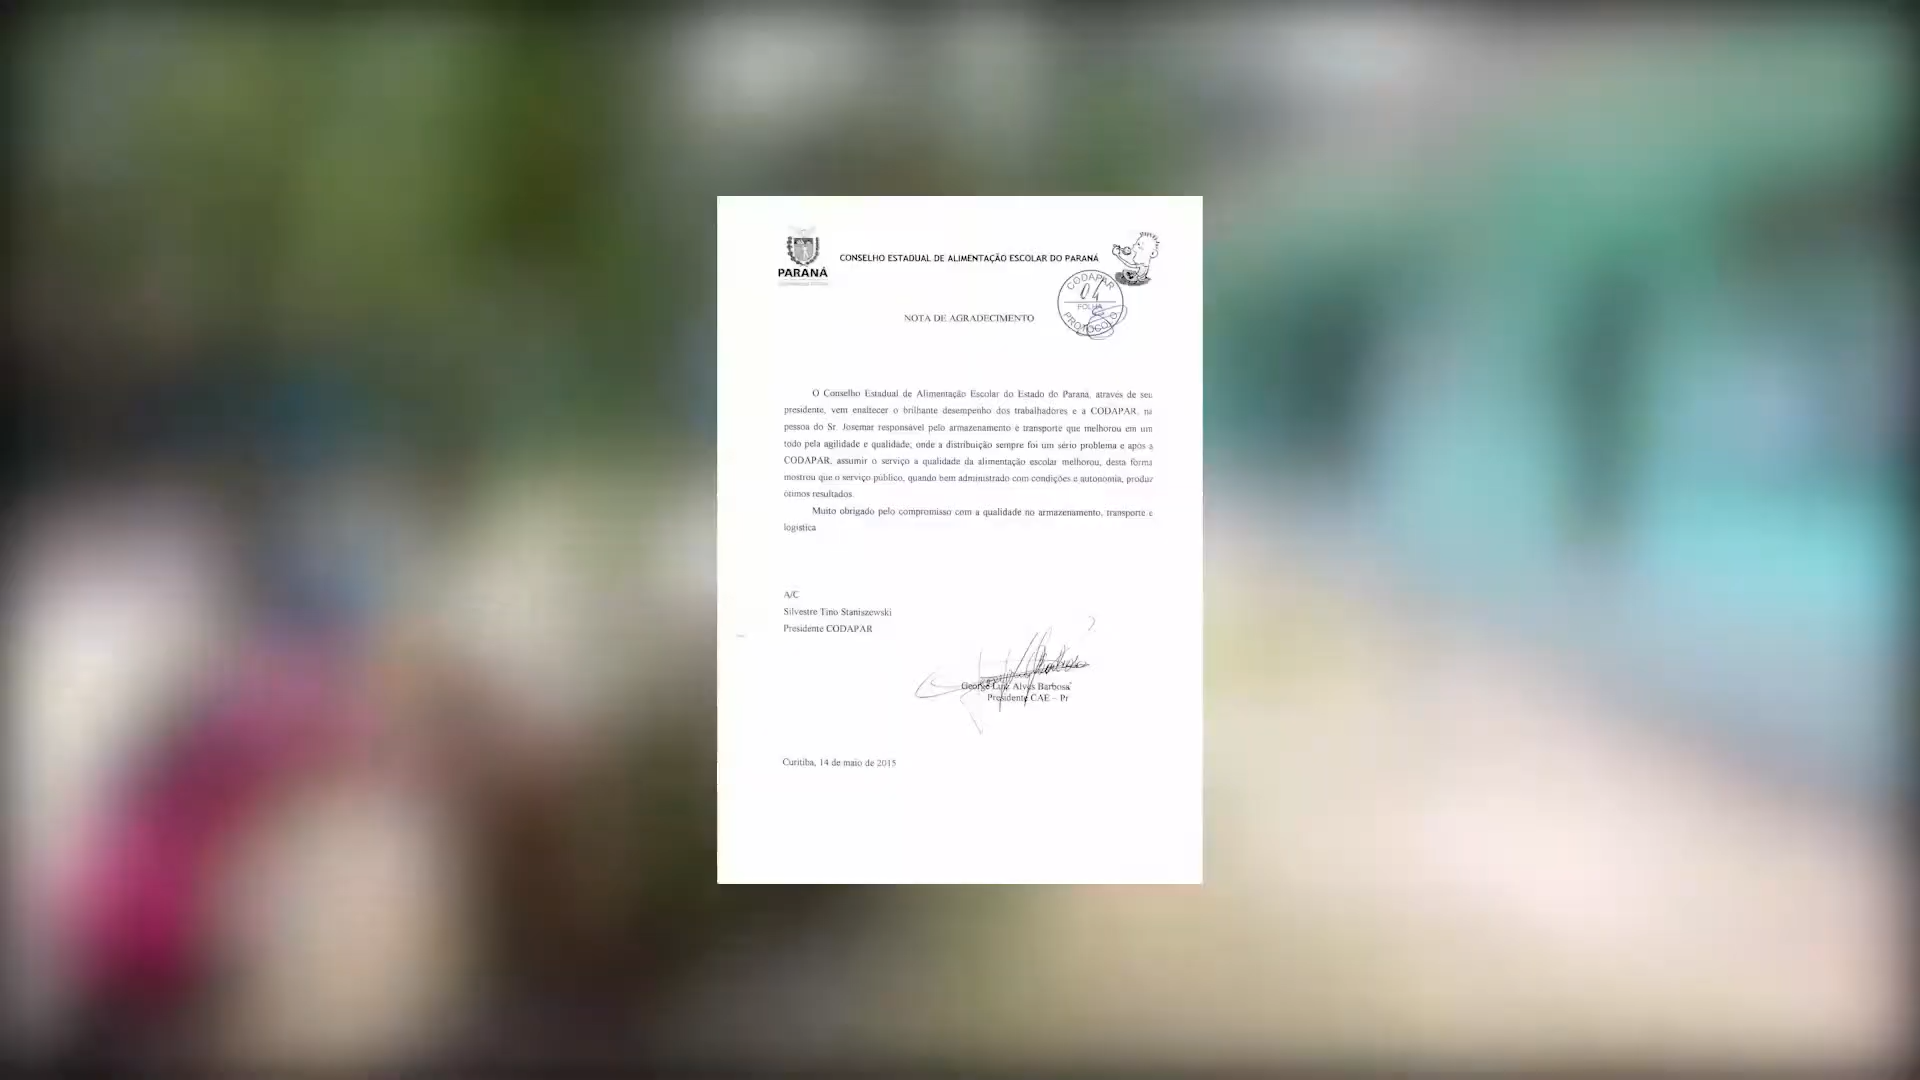 PARANÁ
CONSELHO ESTADUAL DE ALIMENTAÇÃO ESCOLAR DO PARANÁ
CODAPAR
04
FOLHA
PROTOCOLO
NOTA DE AGRADECIMENTO
O Conselho Estadual de Alimentação Escolar do Estado do Paraná, através de seu
presidente, vem enaltecer o brilhante desempenho dos trabalhadores e a CODAPAR, na
pessoa do Sr. Josemar responsável pelo armazenamento e transporte que melhorou em um
todo pela agilidade e qualidade; onde a distribuição sempre foi um sério problema e após a
CODAPAR, assumir o serviço a qualidade da alimentação escolar melhorou, desta forma
mostrou que o serviço público, quando bem administrado com condições e autonomia, produz
ótimos resultados.
Muito obrigado pelo compromisso com a qualidade no armazenamento, transporte e
logística
A/C
Silvestre Tino Staniszewski
Presidente CODAPAR
George Luiz Alves Barbosa
Presidente CAE – Pr
Curitiba, 14 de maio de 2015